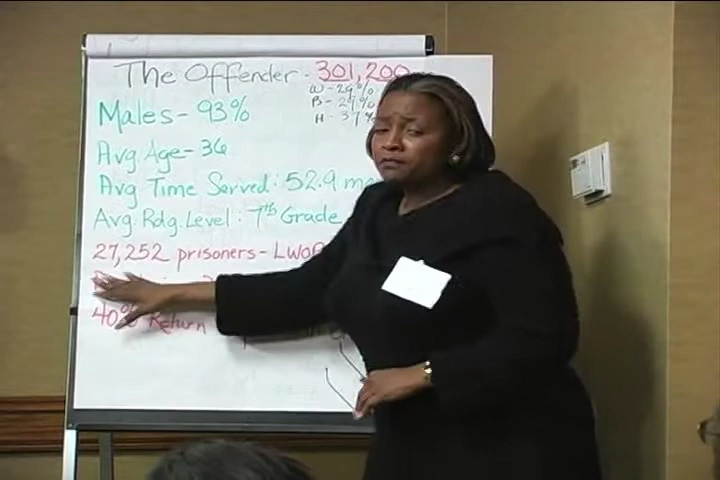 The Offender - 301,200
W - 29%
B - 29%
H - 37%
Males - 93%
Avg Age - 36
Avg Time Served: 52.9
Avg. Rdg. Level: 7th Grade
27,252 prisoners - LWOP
40% Return